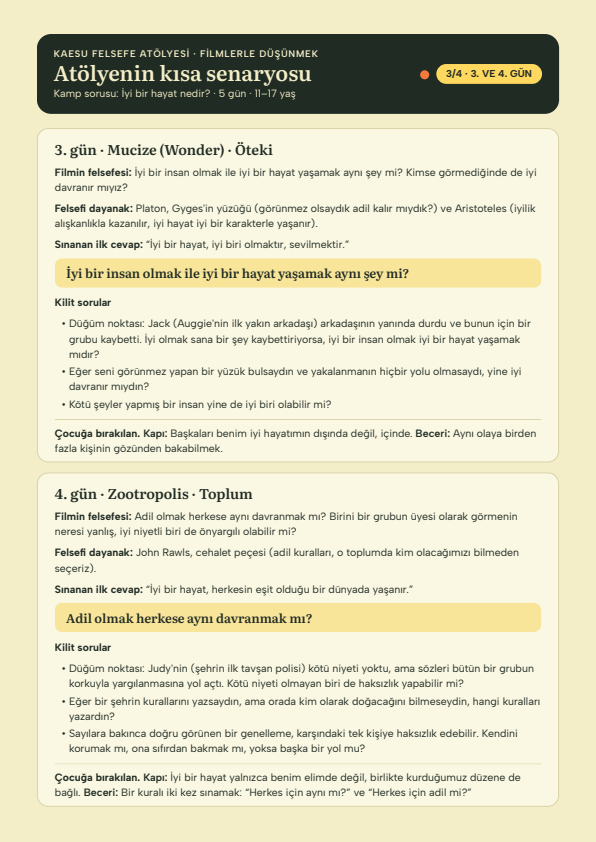 KAESU FELSEFE ATÖLYESİ · FİLMLERLE DÜŞÜNMEK
Atölyenin kısa senaryosu
Kamp sorusu: İyi bir hayat nedir? · 5 gün · 11–17 yaş
3/4 · 3. VE 4. GÜN
3. gün · Mucize (Wonder) · Öteki
Filmin felsefesi: İyi bir insan olmak ile iyi bir hayat yaşamak aynı şey mi? Kimse görmediğinde de iyi
davranır mıyız?
Felsefi dayanak: Platon, Gyges'in yüzüğü (görünmez olsaydık adil kalır mıydık?) ve Aristoteles (iyilik
alışkanlıkla kazanılır, iyi hayat iyi bir karakterle yaşanır).
Sınanan ilk cevap: “İyi bir hayat, iyi biri olmaktır, sevilmektir.”
İyi bir insan olmak ile iyi bir hayat yaşamak aynı şey mi?
Kilit sorular
• Düğüm noktası: Jack (Auggie'nin ilk yakın arkadaşı) arkadaşının yanında durdu ve bunun için bir
grubu kaybetti. İyi olmak sana bir şey kaybettiriyorsa, iyi bir insan olmak iyi bir hayat yaşamak
mıdır?
• Eğer seni görünmez yapan bir yüzük bulsaydın ve yakalanmanın hiçbir yolu olmasaydı, yine iyi
davranır mıydın?
• Kötü şeyler yapmış bir insan yine de iyi biri olabilir mi?
Çocuğa bırakılan. Kapı: Başkaları benim iyi hayatımın dışında değil, içinde. Beceri: Aynı olaya birden
fazla kişinin gözünden bakabilmek.
4. gün · Zootropolis · Toplum
Filmin felsefesi: Adil olmak herkese aynı davranmak mı? Birini bir grubun üyesi olarak görmenin
neresi yanlış, iyi niyetli biri de önyargılı olabilir mi?
Felsefi dayanak: John Rawls, cehalet peçesi (adil kuralları, o toplumda kim olacağımızı bilmeden
seçeriz).
Sınanan ilk cevap: “İyi bir hayat, herkesin eşit olduğu bir dünyada yaşanır.”
Adil olmak herkese aynı davranmak mı?
Kilit sorular
• Düğüm noktası: Judy'nin (şehrin ilk tavşan polisi) kötü niyeti yoktu, ama sözleri bütün bir grubun
korkuyla yargılanmasına yol açtı. Kötü niyeti olmayan biri de haksızlık yapabilir mi?
• Eğer bir şehrin kurallarını yazsaydın, ama orada kim olarak doğacağını bilmeseydin, hangi kuralları
yazardın?
• Sayılara bakınca doğru görünen bir genelleme, karşındaki tek kişiye haksızlık edebilir. Kendini
korumak mı, ona sıfırdan bakmak mı, yoksa başka bir yol mu?
Çocuğa bırakılan. Kapı: İyi bir hayat yalnızca benim elimde değil, birlikte kurduğumuz düzene de
bağlı. Beceri: Bir kuralı iki kez sınamak: “Herkes için aynı mı?” ve “Herkes için adil mi?”